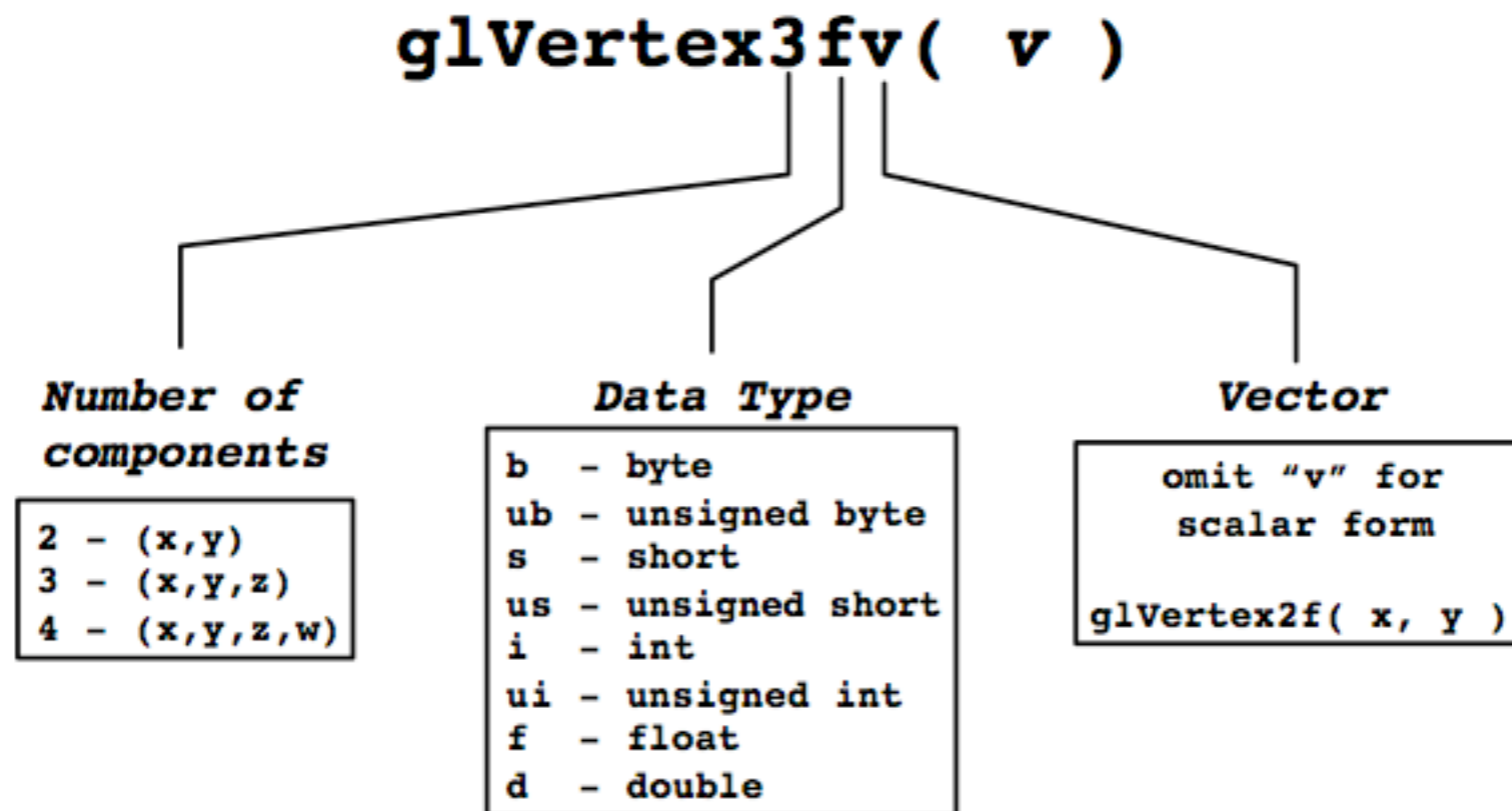 glVertex3fv( v )
Number of
components
2 - (x,y)
3 - (x,y,z)
4 - (x,y,z,w)
Data Type
b - byte
ub - unsigned byte
s - short
us - unsigned short
i - int
ui - unsigned int
f - float
d - double
Vector
omit “v” for
scalar form
glVertex2f( x, y )